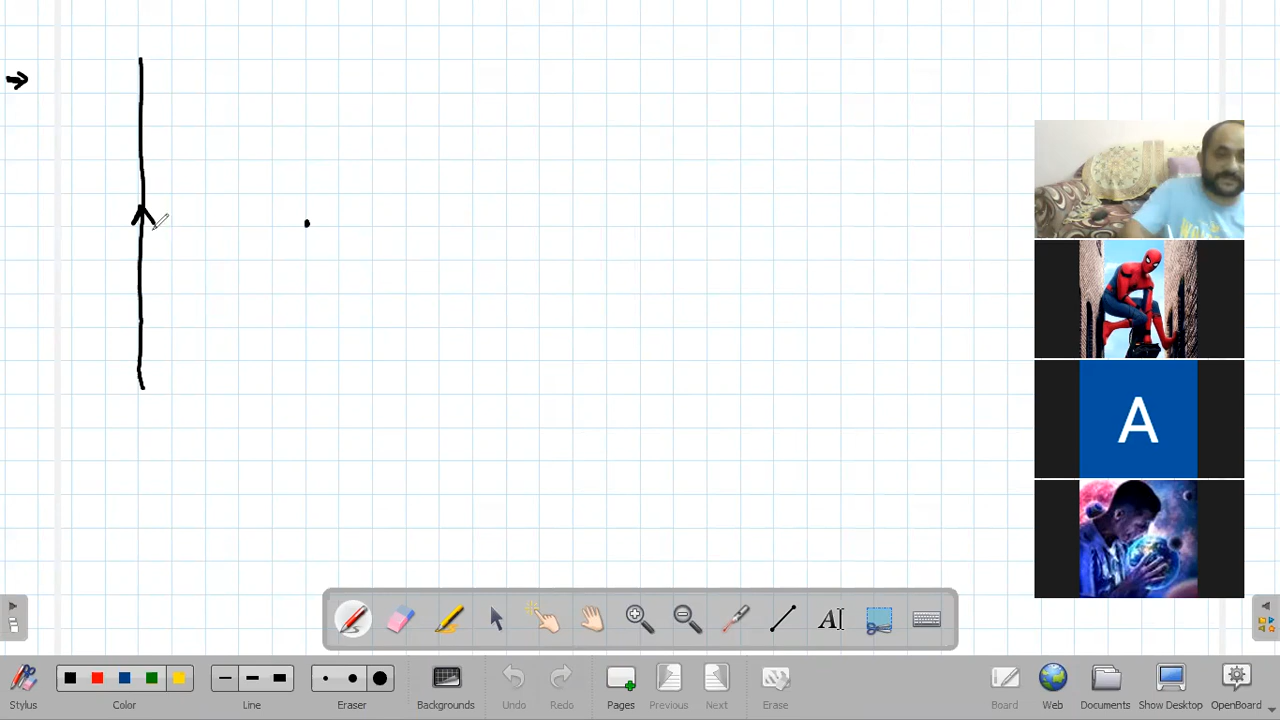 A
A
Stylus
Color
Line
Eraser
Backgrounds
Undo
Redo
Pages
Previous
Next
Erase
Board
Web
Documents
Show Desktop
OpenBoard